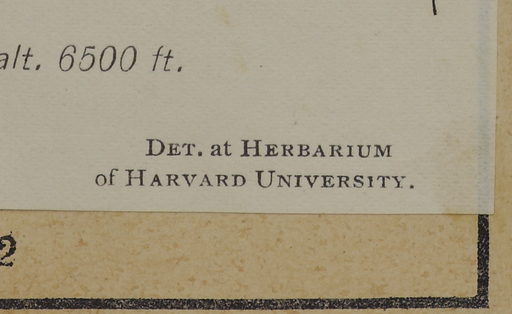 alt. 6500 ft.
DET. at HERBARIUM
of HARVARD UNIVERSITY.
2